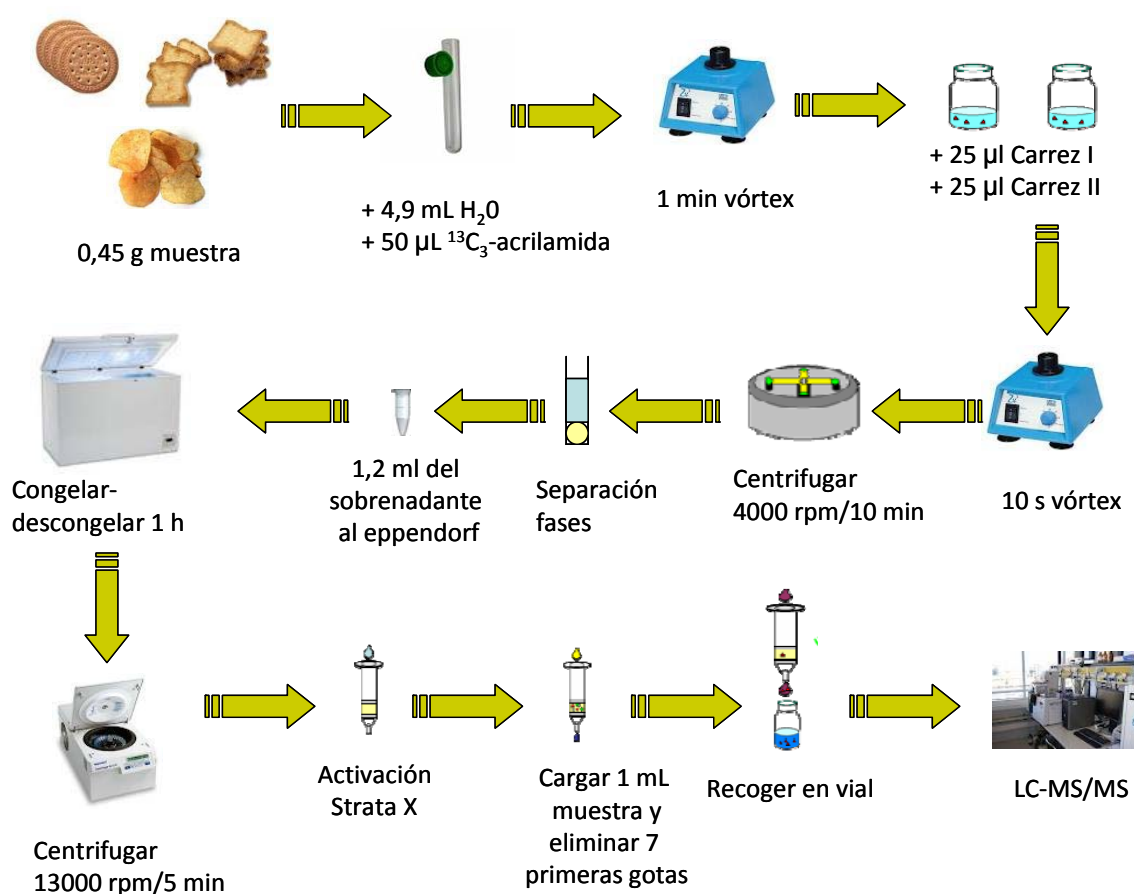 0,45 g muestra
+ 4,9 mL H₂0
+ 50 µL ¹³C₃-acrilamida
1 min vórtex
+ 25 µl Carrez I
+ 25 µl Carrez II
10 s vórtex
Centrifugar
4000 rpm/10 min
Separación
fases
1,2 ml del
sobrenadante
al eppendorf
Congelar-
descongelar 1 h
Centrifugar
13000 rpm/5 min
Activación
Strata X
Cargar 1 mL
muestra y
eliminar 7
primeras gotas
Recoger en vial
LC-MS/MS